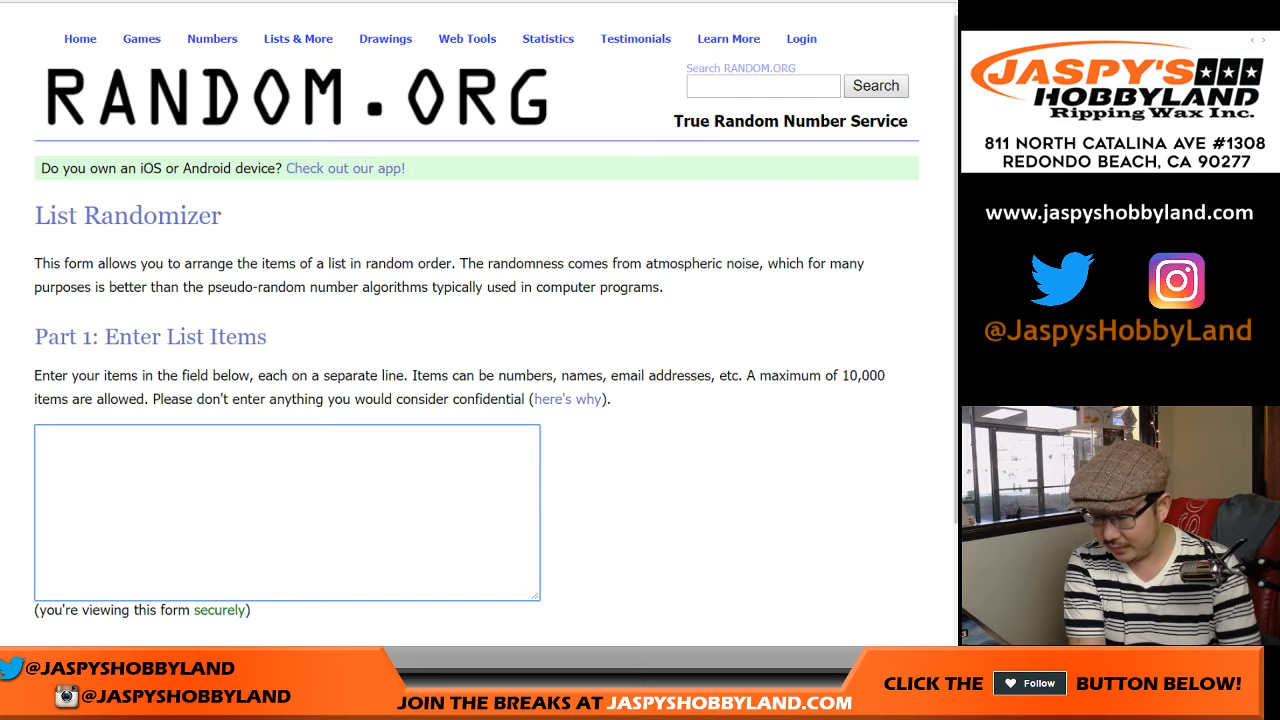 Home Games Numbers Lists & More Drawings Web Tools Statistics Testimonials Learn More Login
RANDOM.ORG
Search RANDOM.ORG
Search
True Random Number Service
Do you own an iOS or Android device? Check out our app!
List Randomizer
This form allows you to arrange the items of a list in random order. The randomness comes from atmospheric noise, which for many
purposes is better than the pseudo-random number algorithms typically used in computer programs.
Part 1: Enter List Items
Enter your items in the field below, each on a separate line. Items can be numbers, names, email addresses, etc. A maximum of 10,000
items are allowed. Please don't enter anything you would consider confidential (here's why).
(you're viewing this form securely)
JASPY'S
HOBBYLAND
Ripping Wax Inc.
811 NORTH CATALINA AVE #1308
REDONDO BEACH, CA 90277
www.jaspyshobbyland.com
@JaspysHobbyLand
@JASPYSHOBBYLAND
@JASPYSHOBBYLAND
JOIN THE BREAKS AT JASPYSHOBBYLAND.COM
CLICK THE Follow BUTTON BELOW!